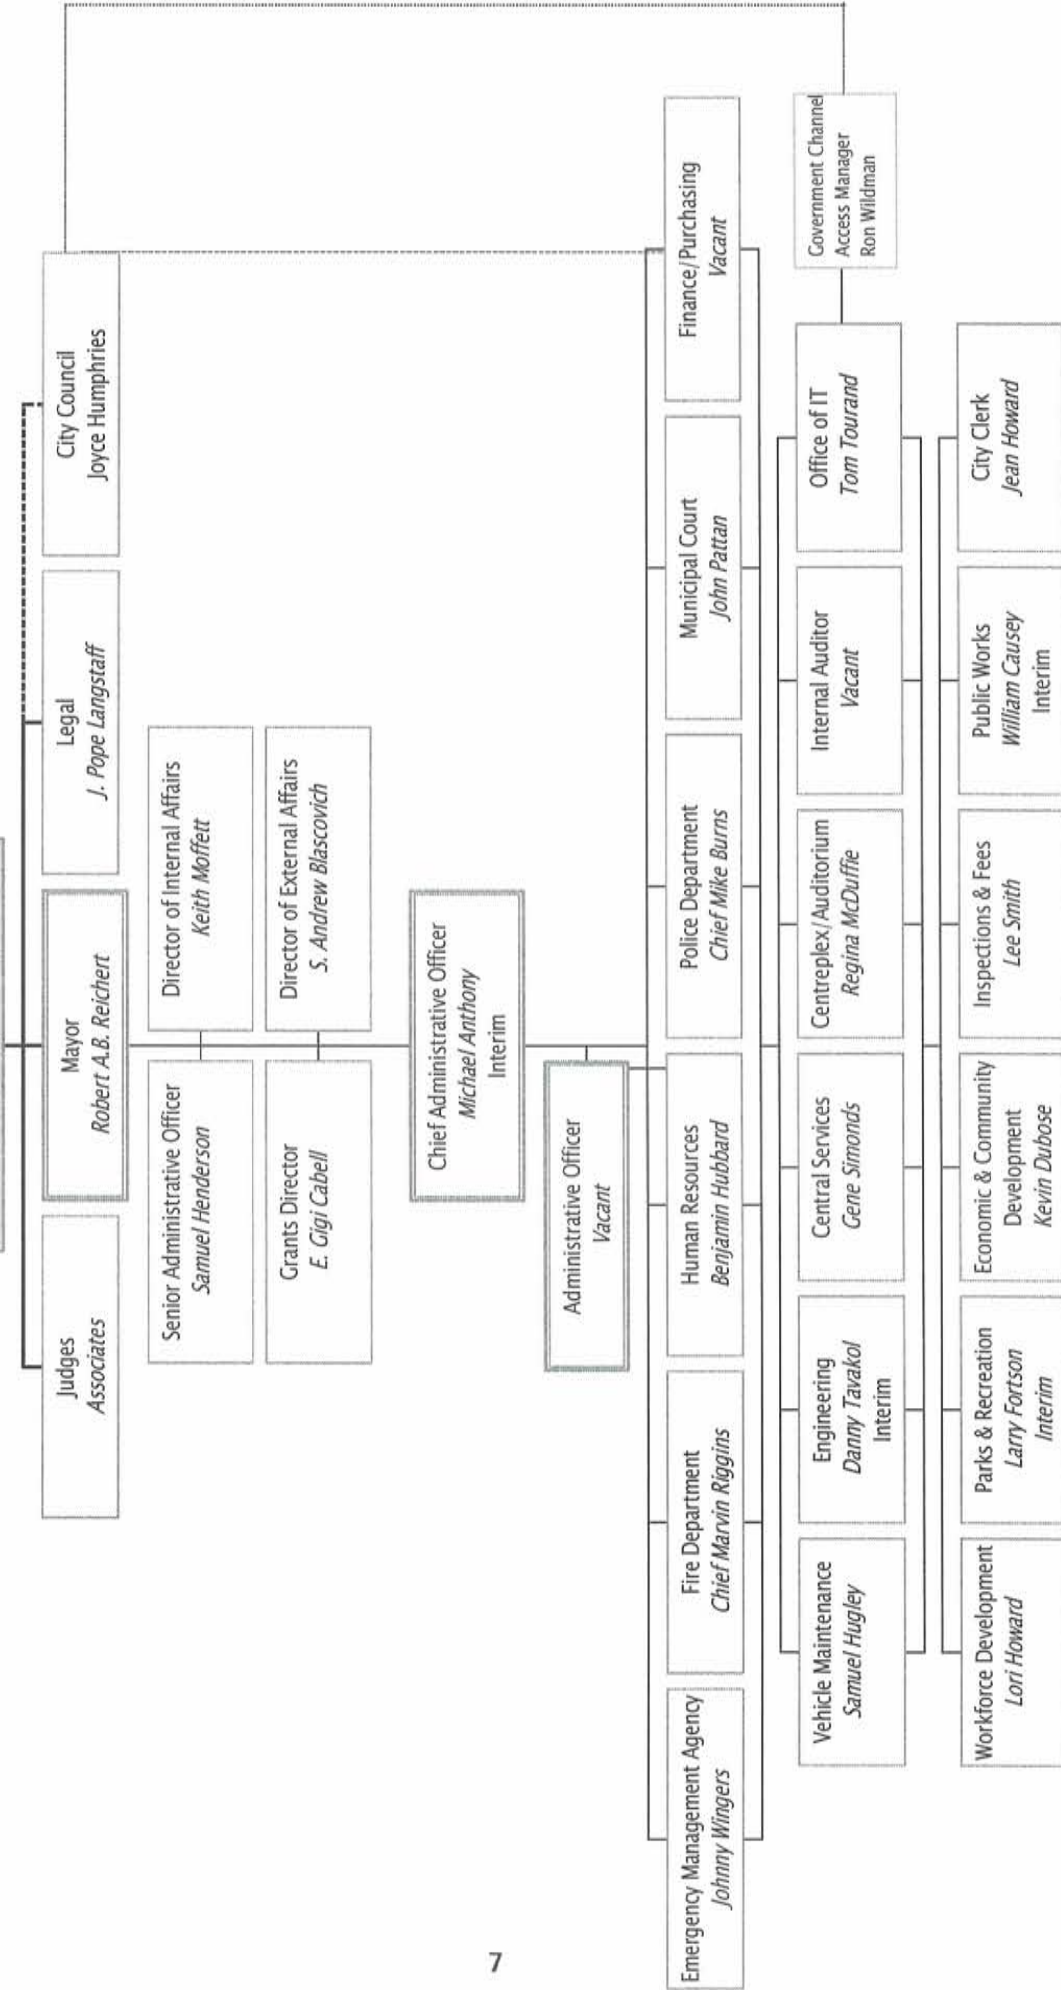 Judges
Associates
Mayor
Robert A.B. Reichert
Legal
J. Pope Langstaff
City Council
Joyce Humphries
Senior Administrative Officer
Samuel Henderson
Director of Internal Affairs
Keith Moffett
Grants Director
E. Gigi Cabell
Director of External Affairs
S. Andrew Blascovich
Chief Administrative Officer
Michael Anthony
Interim
Administrative Officer
Vacant
Emergency Management Agency
Johnny Wingers
Fire Department
Chief Marvin Riggins
Human Resources
Benjamin Hubbard
Police Department
Chief Mike Burns
Municipal Court
John Pattan
Finance/Purchasing
Vacant
Vehicle Maintenance
Samuel Hugley
Engineering
Danny Tavakol
Interim
Central Services
Gene Simonds
Centreplex/Auditorium
Regina McDuffie
Internal Auditor
Vacant
Office of IT
Tom Tourand
Government Channel
Access Manager
Ron Wildman
Workforce Development
Lori Howard
Parks & Recreation
Larry Fortson
Interim
Economic & Community
Development
Kevin Dubose
Inspections & Fees
Lee Smith
Public Works
William Causey
Interim
City Clerk
Jean Howard
7